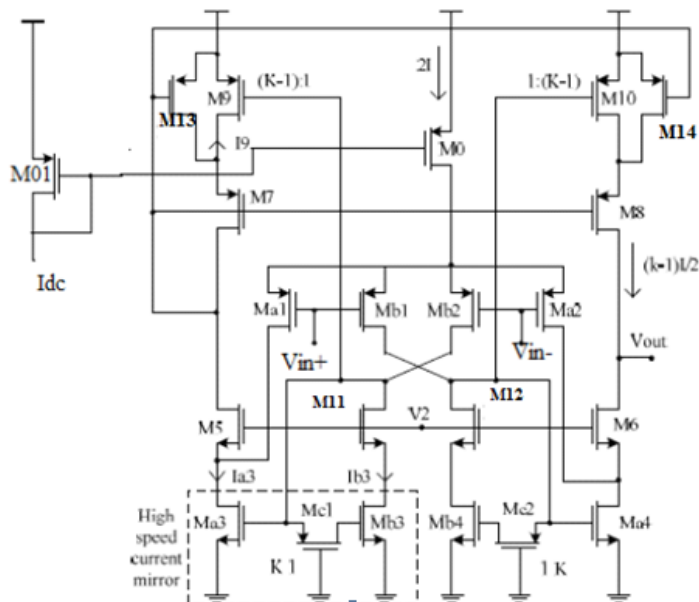 2I
(K-1):1
1:(K-1)
M9
M10
M13
I9
M0
M14
M01
M7
M8
Idc
(k-1)I/2
Ma1
Mb1
Mb2
Ma2
Vin+
Vin-
Vout
M11
M12
V2
M5
M6
Ia3
Ib3
High
speed
current
mirror
Ma3
Mc1
Mb3
Mb4
Mc2
Ma4
K 1
1 K